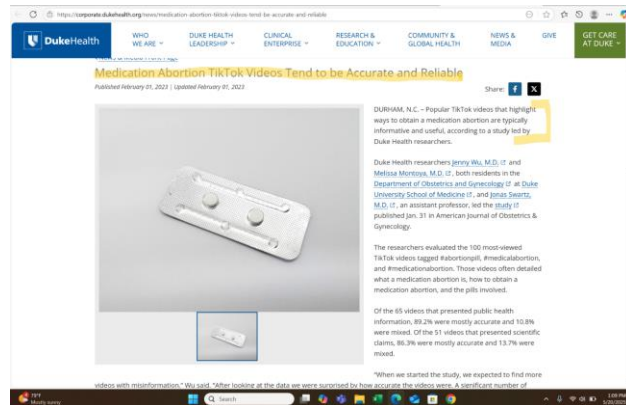 https://corporate.dukehealth.org/news/medication-abortion-tiktok-videos-tend-be-accurate-and-reliable
DukeHealth
WHO
WE ARE
DUKE HEALTH
LEADERSHIP
CLINICAL
ENTERPRISE
RESEARCH &
EDUCATION
COMMUNITY &
GLOBAL HEALTH
NEWS &
MEDIA
GIVE
GET CARE
AT DUKE
Medication Abortion TikTok Videos Tend to be Accurate and Reliable
Published February 01, 2023 | Updated February 01, 2023
Share:
DURHAM, N.C. – Popular TikTok videos that highlight
ways to obtain a medication abortion are typically
informative and useful, according to a study led by
Duke Health researchers.
Duke Health researchers Jenny Wu, M.D. and
Melissa Montoya, M.D. , both residents in the
Department of Obstetrics and Gynecology at Duke
University School of Medicine , and Jonas Swartz,
M.D. , an assistant professor, led the study
published Jan. 31 in American Journal of Obstetrics &
Gynecology.
The researchers evaluated the 100 most-viewed
TikTok videos tagged #abortionpill, #medicalabortion,
and #medicationabortion. Those videos often detailed
what a medication abortion is, how to obtain a
medication abortion, and the pills involved.
Of the 65 videos that presented public health
information, 89.2% were mostly accurate and 10.8%
were mixed. Of the 51 videos that presented scientific
claims, 86.3% were mostly accurate and 13.7% were
mixed.
"When we started the study, we expected to find more
videos with misinformation," Wu said. "After looking at the data we were surprised by how accurate the videos were. A significant number of
79°F
Mostly sunny
Search
5/20/2025